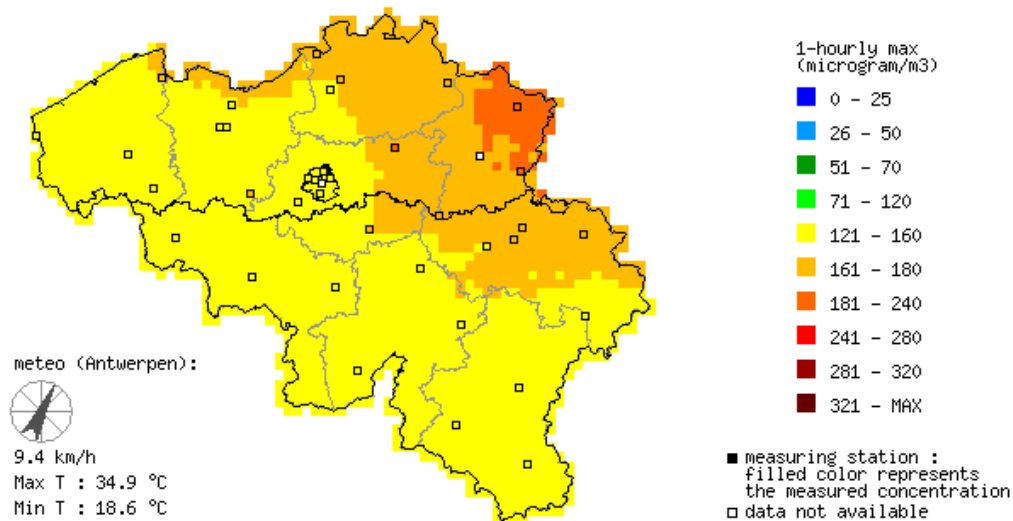 1-hourly max
(microgram/m3)
0 - 25
26 - 50
51 - 70
71 - 120
121 - 160
161 - 180
181 - 240
241 - 280
281 - 320
321 - MAX
meteo (Antwerpen):
9.4 km/h
Max T : 34.9 °C
Min T : 18.6 °C
measuring station :
filled color represents
the measured concentration
data not available